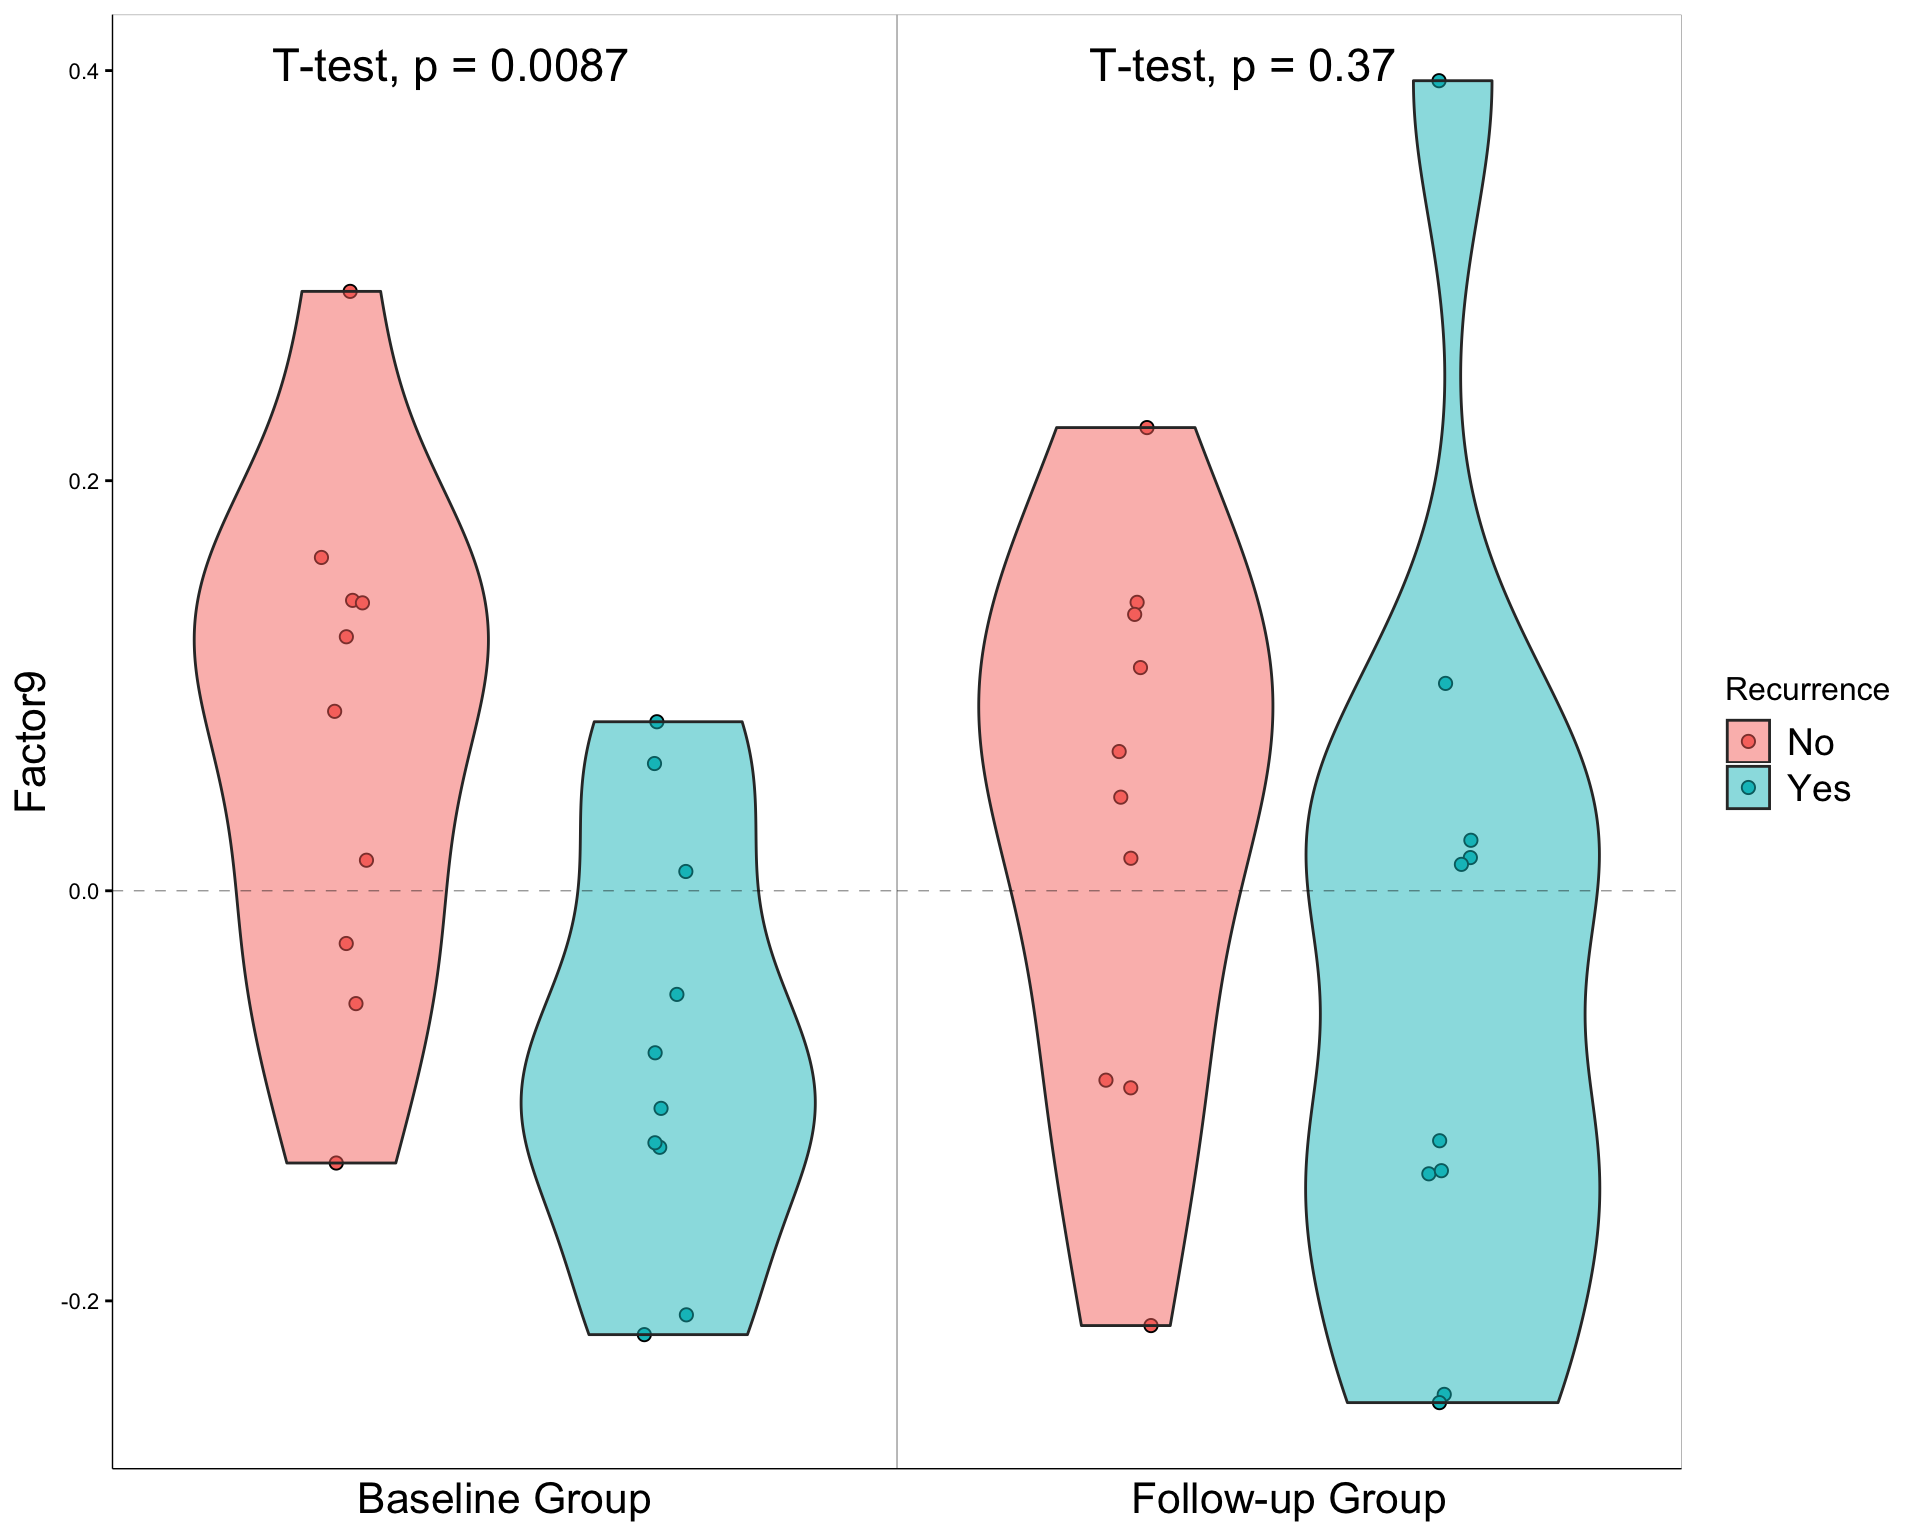 T-test, p = 0.0087
T-test, p = 0.37
0.4
0.2
0.0
-0.2
Factor9
Baseline Group
Follow-up Group
Recurrence
No
Yes